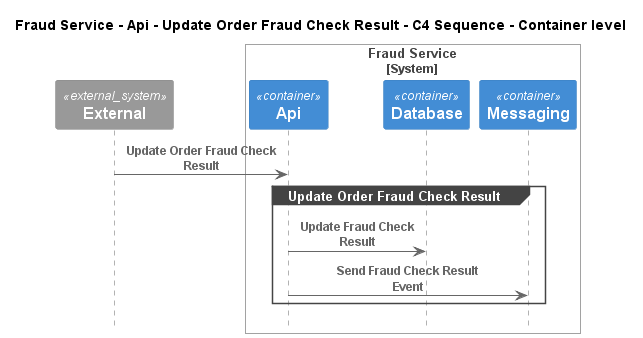 Fraud Service - Api - Update Order Fraud Check Result - C4 Sequence - Container level
Fraud Service
[System]
«external_system»
External
«container»
Api
«container»
Database
«container»
Messaging
Update Order Fraud Check
Result
Update Order Fraud Check Result
Update Fraud Check
Result
Send Fraud Check Result
Event